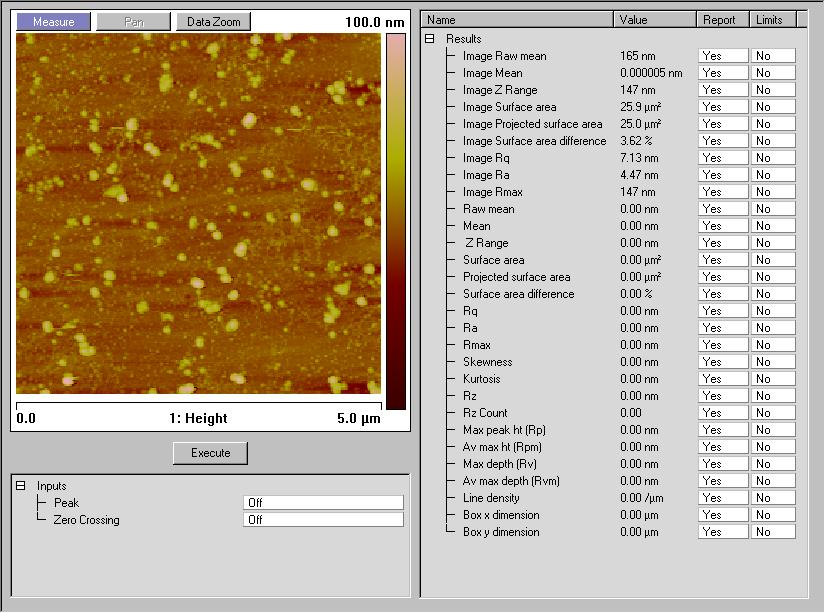 Measure Pan Data Zoom 100.0 nm
0.0 1: Height 5.0 µm
Execute
Inputs
Peak Off
Zero Crossing Off
Name Value Report Limits
Results
Image Raw mean 165 nm Yes No
Image Mean 0.000005 nm Yes No
Image Z Range 147 nm Yes No
Image Surface area 25.9 µm² Yes No
Image Projected surface area 25.0 µm² Yes No
Image Surface area difference 3.62 % Yes No
Image Rq 7.13 nm Yes No
Image Ra 4.47 nm Yes No
Image Rmax 147 nm Yes No
Raw mean 0.00 nm Yes No
Mean 0.00 nm Yes No
Z Range 0.00 nm Yes No
Surface area 0.00 µm² Yes No
Projected surface area 0.00 µm² Yes No
Surface area difference 0.00 % Yes No
Rq 0.00 nm Yes No
Ra 0.00 nm Yes No
Rmax 0.00 nm Yes No
Skewness 0.00 nm Yes No
Kurtosis 0.00 nm Yes No
Rz 0.00 nm Yes No
Rz Count 0.00 Yes No
Max peak ht (Rp) 0.00 nm Yes No
Av max ht (Rpm) 0.00 nm Yes No
Max depth (Rv) 0.00 nm Yes No
Av max depth (Rvm) 0.00 nm Yes No
Line density 0.00 /µm Yes No
Box x dimension 0.00 µm Yes No
Box y dimension 0.00 µm Yes No